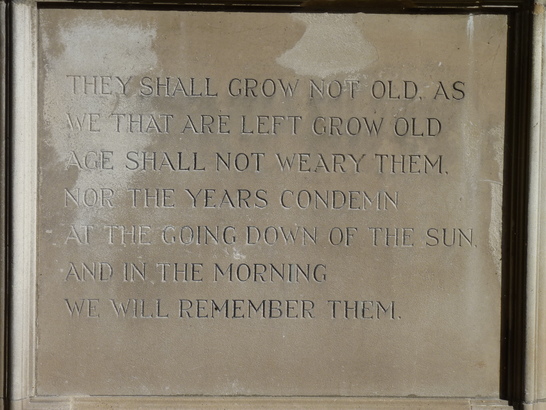 THEY SHALL GROW NOT OLD, AS
WE THAT ARE LEFT GROW OLD
AGE SHALL NOT WEARY THEM,
NOR THE YEARS CONDEMN
AT THE GOING DOWN OF THE SUN,
AND IN THE MORNING
WE WILL REMEMBER THEM.